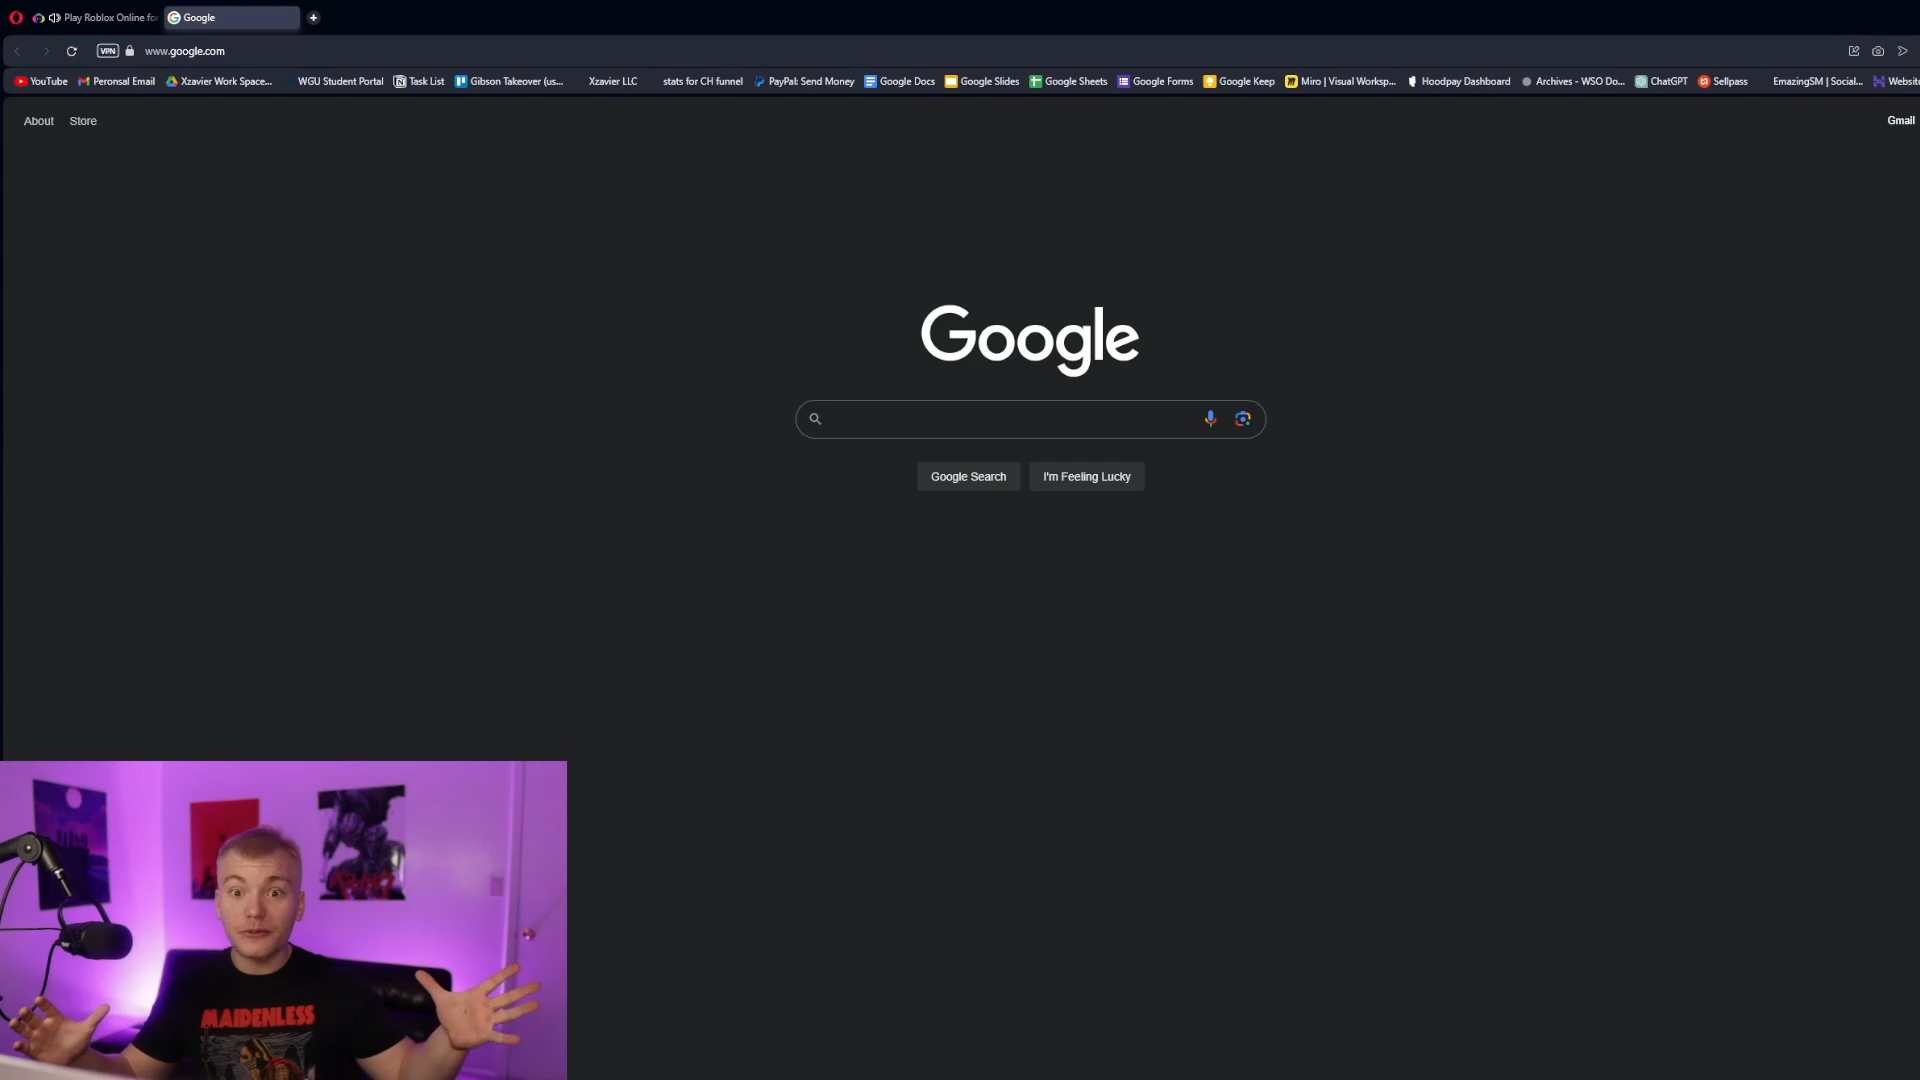 Play Roblox Online for
Google
VPN
www.google.com
YouTube
Peronsal Email
Xzavier Work Space...
WGU Student Portal
Task List
Gibson Takeover (us...
Xzavier LLC
stats for CH funnel
PayPal: Send Money
Google Docs
Google Slides
Google Sheets
Google Forms
Google Keep
Miro | Visual Worksp...
Hoodpay Dashboard
Archives - WSO Do...
ChatGPT
Sellpass
EmazingSM | Social...
Website
About
Store
Gmail
Google
Google Search
I'm Feeling Lucky
MAIDENLESS